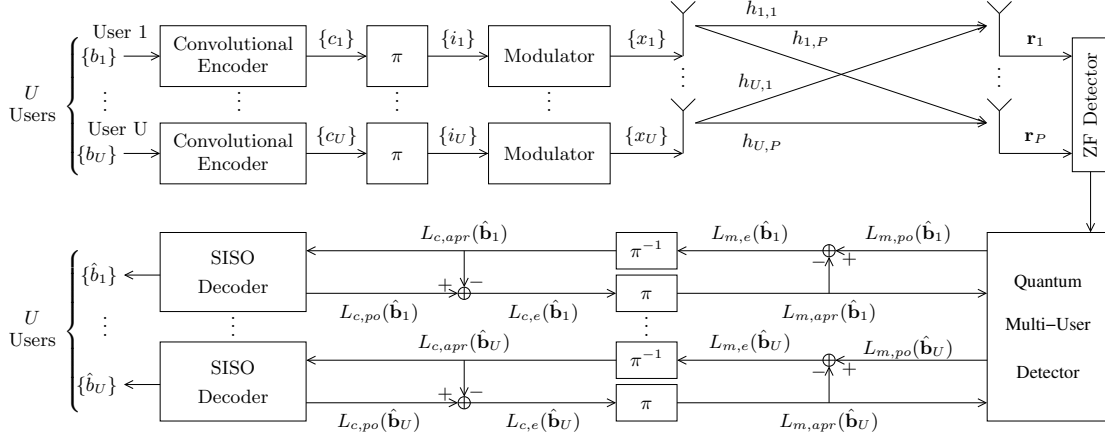 User 1
{b₁}
Convolutional
Encoder
{c₁}
π
{i₁}
Modulator
{x₁}
h₁,₁
h₁,P
hU,₁
hU,P
r₁
ZF Detector
U
Users
⋮
User U
{bU}
Convolutional
Encoder
{cU}
π
{iU}
Modulator
{xU}
rP
SISO
Decoder
{b̂₁}
Lc,apr(b̂₁)
π⁻¹
Lm,e(b̂₁)
Lm,po(b̂₁)
+ −
− +
Lc,po(b̂₁)
Lc,e(b̂₁)
π
Lm,apr(b̂₁)
Quantum
Multi−User
Detector
U
Users
SISO
Decoder
{b̂U}
Lc,apr(b̂U)
π⁻¹
Lm,e(b̂U)
Lm,po(b̂U)
+ −
− +
Lc,po(b̂U)
Lc,e(b̂U)
π
Lm,apr(b̂U)